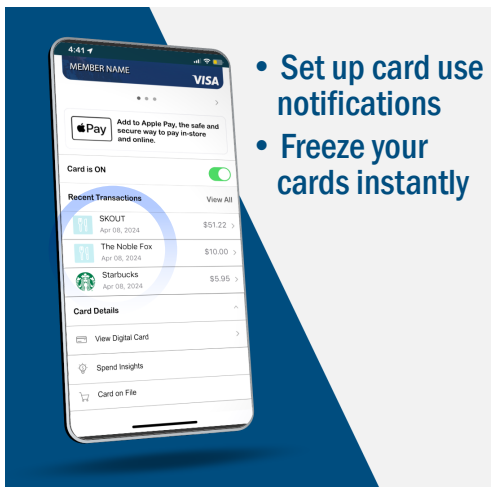 4:41
MEMBER NAME
VISA
Pay
Add to Apple Pay, the safe and
secure way to pay in-store
and online.
Card is ON
Recent Transactions View All
SKOUT
Apr 08, 2024
$51.22
The Noble Fox
Apr 08, 2024
$10.00
Starbucks
Apr 08, 2024
$5.95
Card Details
View Digital Card
Spend Insights
Card on File
• Set up card use
notifications
• Freeze your
cards instantly